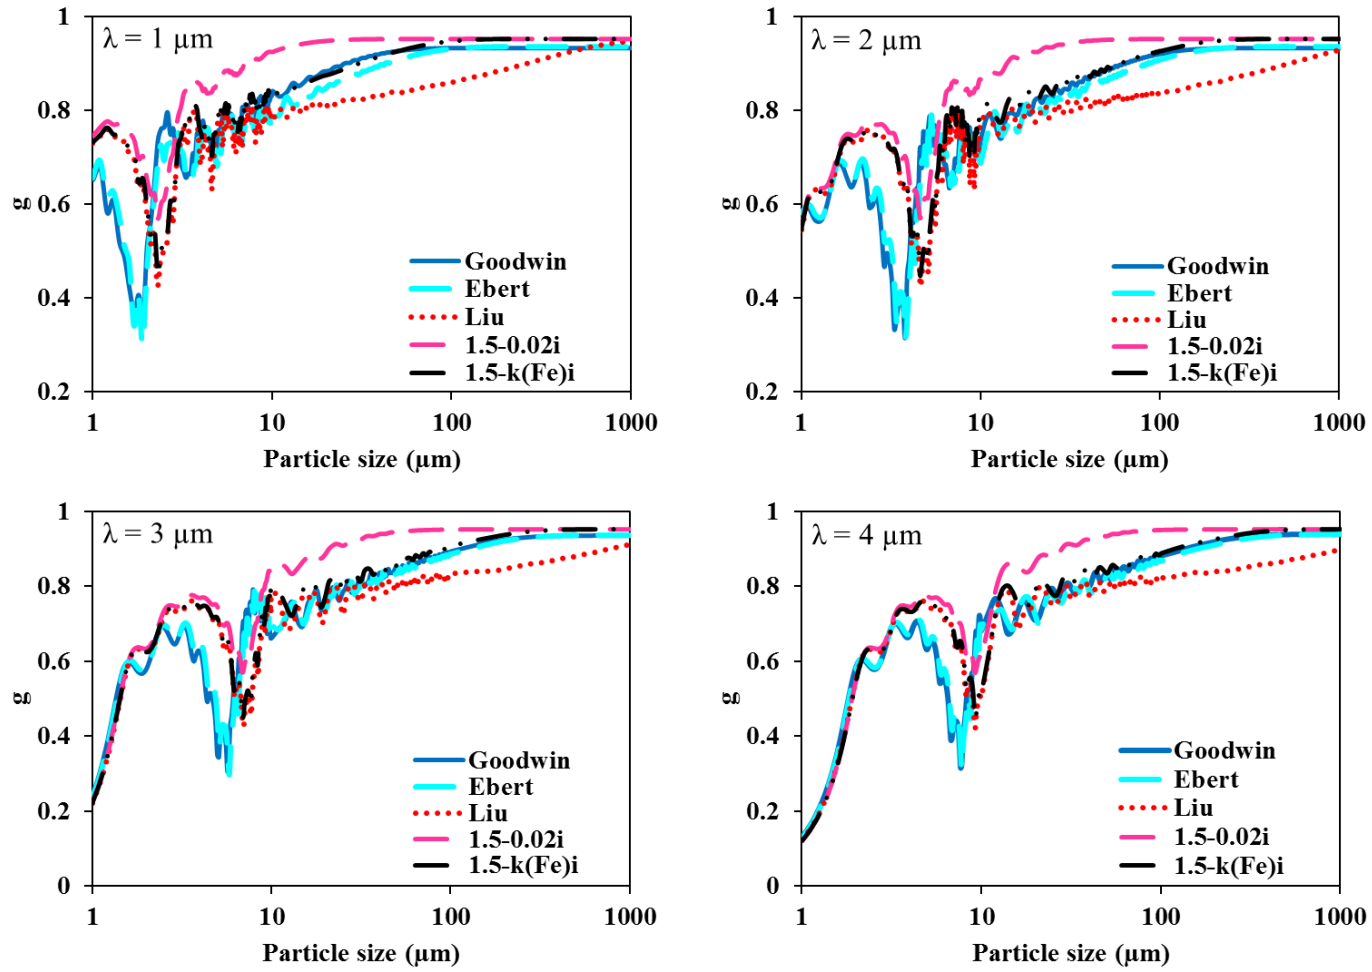 λ = 1 µm
1
0.8
0.6
0.4
0.2
g
Goodwin
Ebert
Liu
1.5-0.02i
1.5-k(Fe)i
1 10 100 1000
Particle size (µm)
λ = 2 µm
1
0.8
0.6
0.4
0.2
g
Goodwin
Ebert
Liu
1.5-0.02i
1.5-k(Fe)i
1 10 100 1000
Particle size (µm)
λ = 3 µm
1
0.8
0.6
0.4
0.2
0
g
Goodwin
Ebert
Liu
1.5-0.02i
1.5-k(Fe)i
1 10 100 1000
Particle size (µm)
λ = 4 µm
1
0.8
0.6
0.4
0.2
0
g
Goodwin
Ebert
Liu
1.5-0.02i
1.5-k(Fe)i
1 10 100 1000
Particle size (µm)